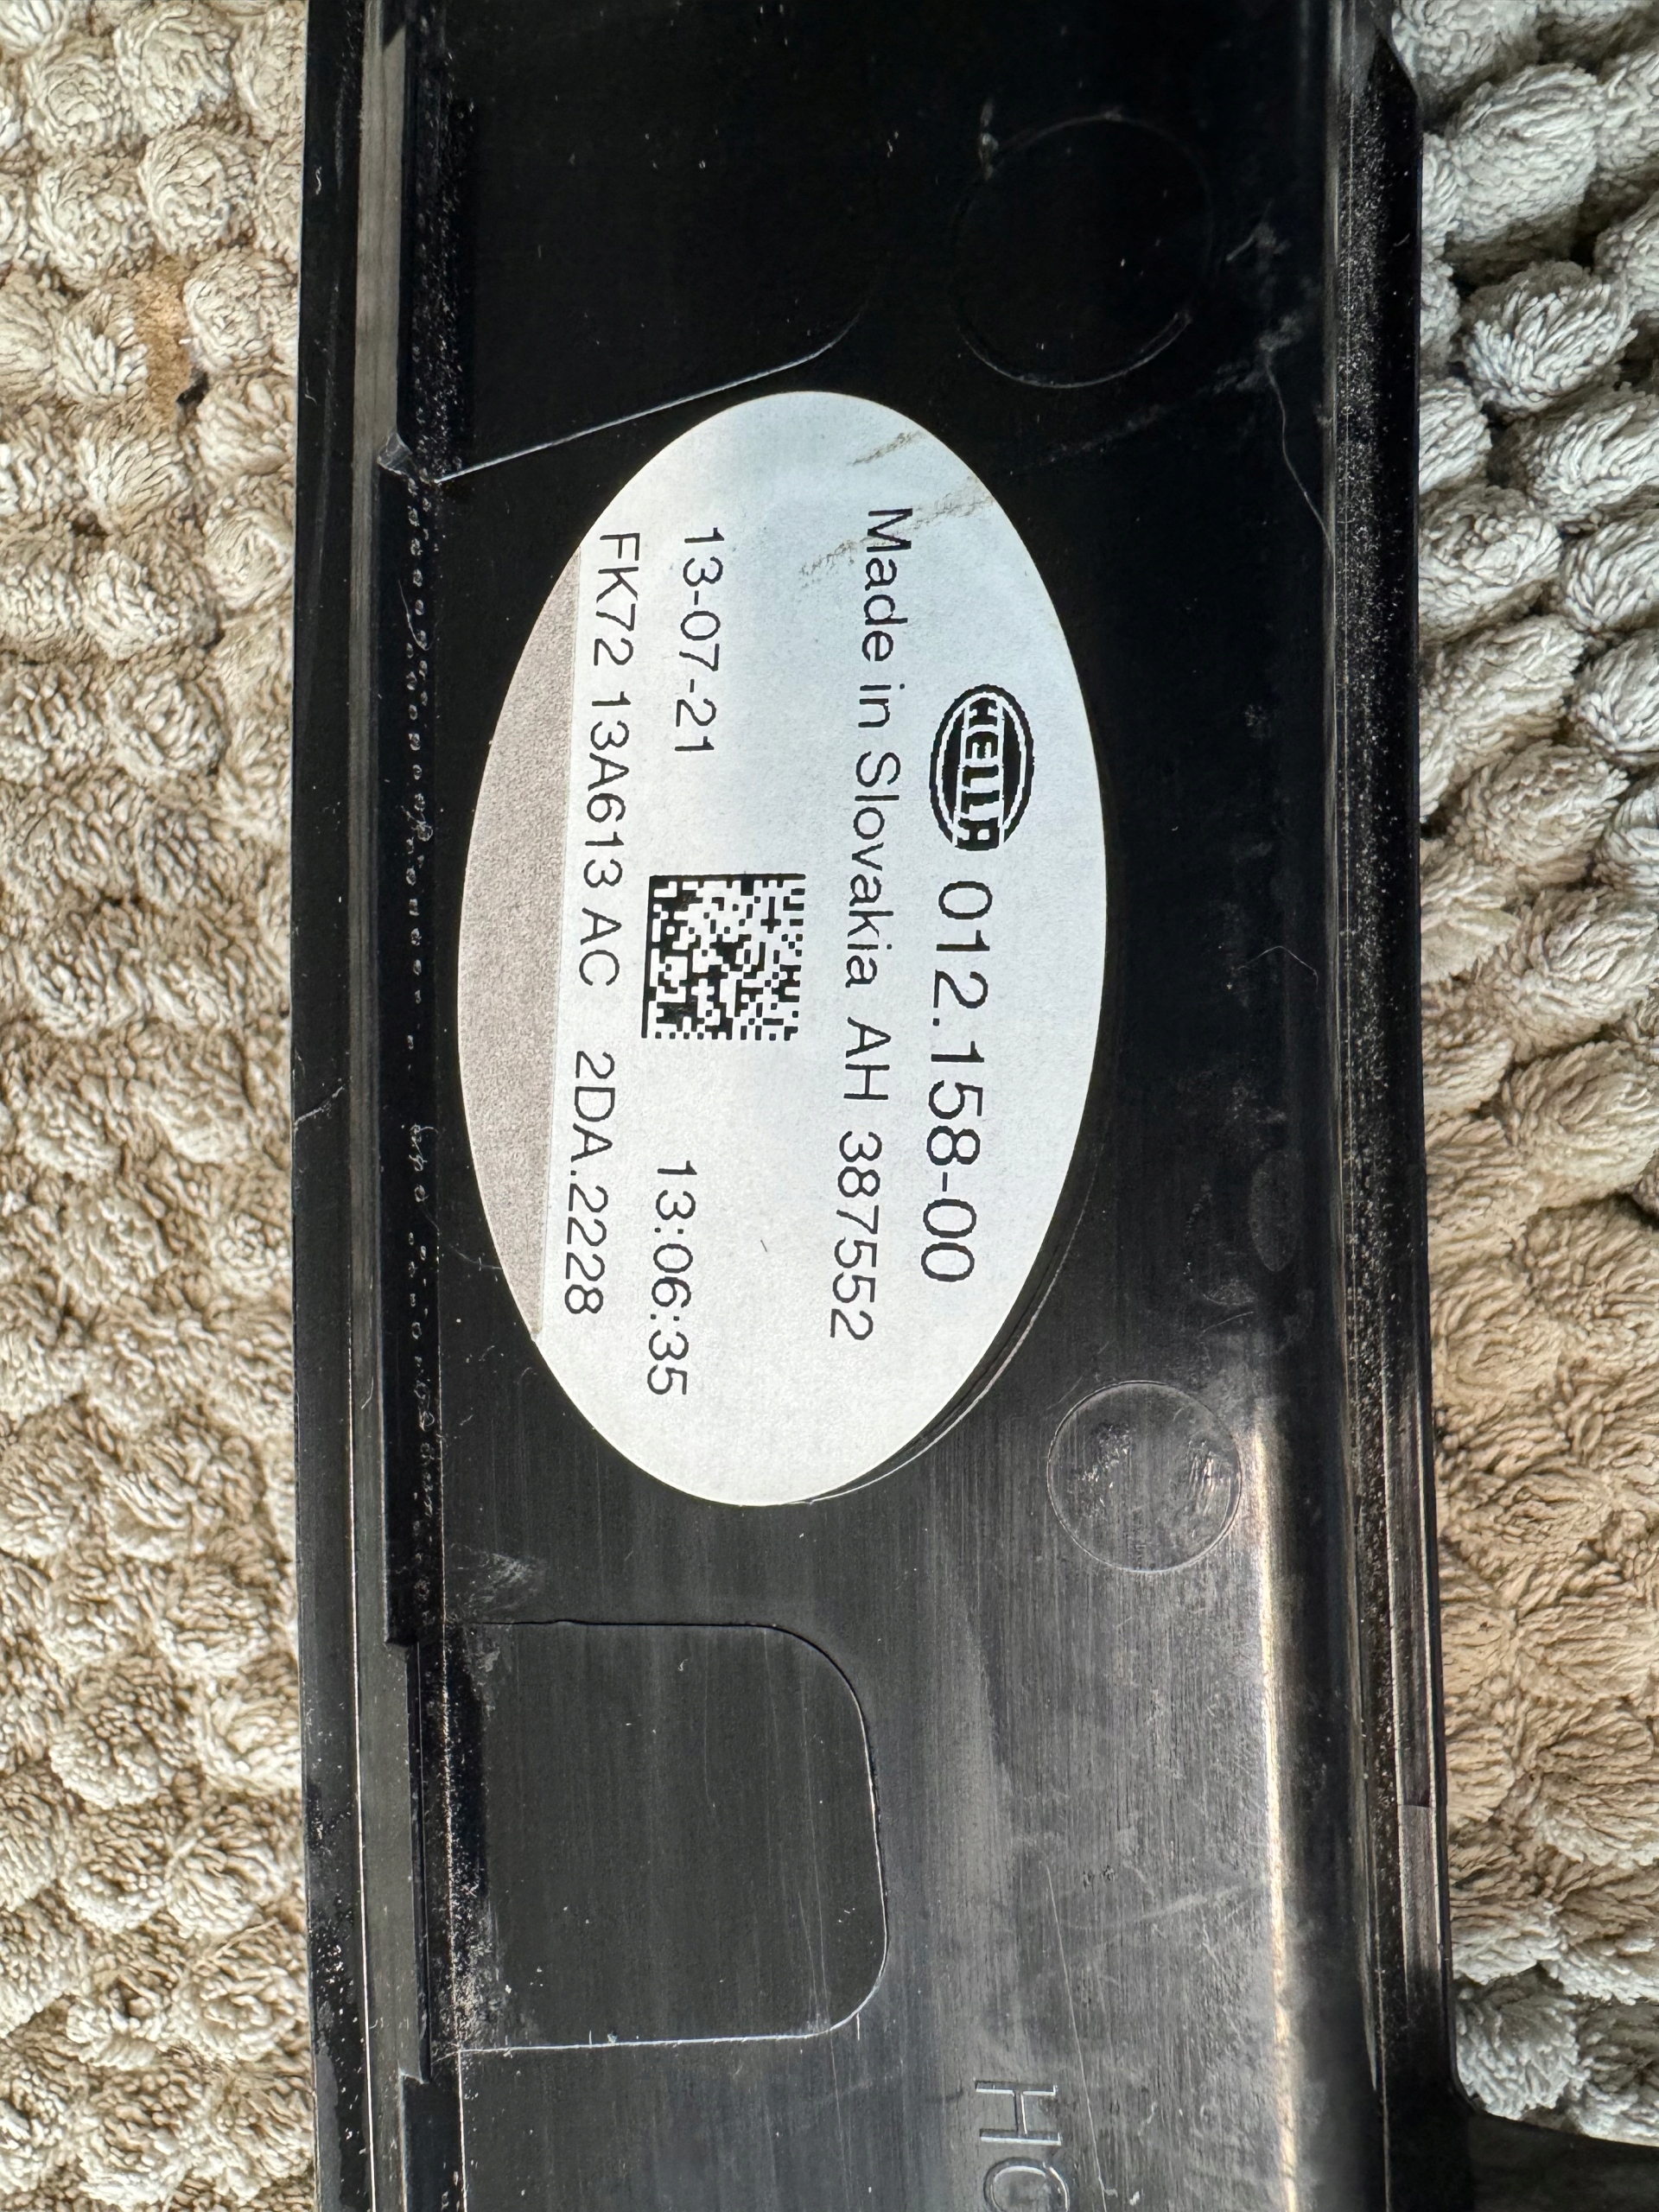 HELLA 012.158-00
Made in Slovakia AH 387552
13-07-21 13:06:35
FK72 13A613 AC 2DA.2228
HC